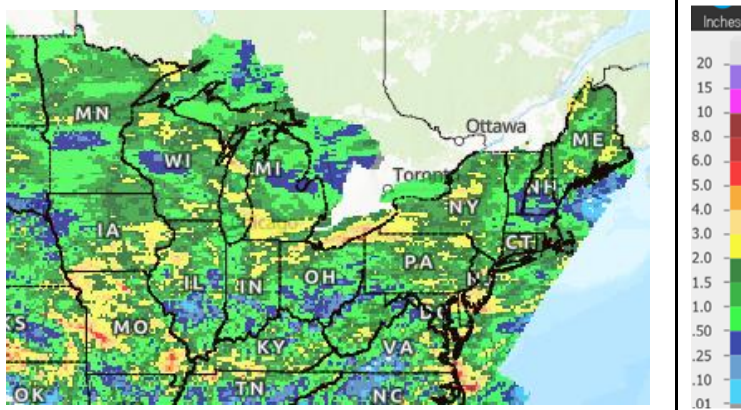 Inches
Ottawa
MN
ME
WI
MI
Toront
NH
NY
IA
CT
PA
IL
IN
OH
KS
MO
KY
VA
OK
TN
NC
20
15
10
8.0
6.0
5.0
4.0
3.0
2.0
1.5
1.0
.50
.25
.10
.01